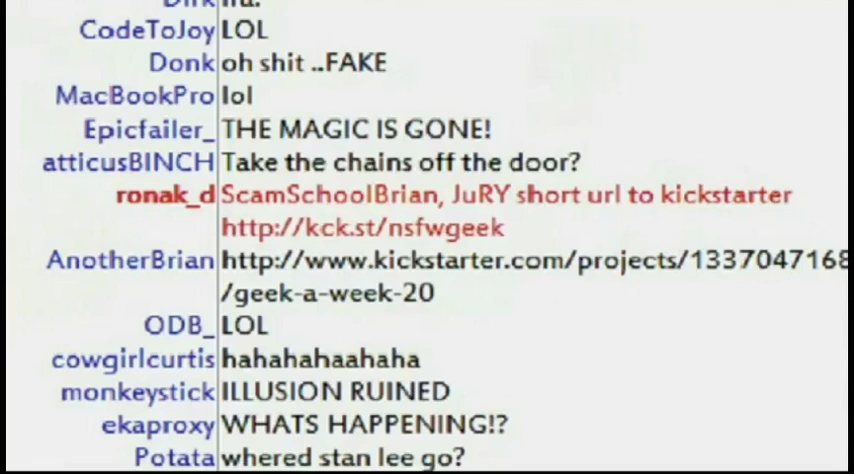 CodeToJoy LOL
Donk oh shit ..FAKE
MacBookPro lol
Epicfailer_ THE MAGIC IS GONE!
atticusBINCH Take the chains off the door?
ronak_d ScamSchoolBrian, JuRY short url to kickstarter
http://kck.st/nsfwgeek
AnotherBrian http://www.kickstarter.com/projects/1337047168
/geek-a-week-20
ODB_ LOL
cowgirlcurtis hahahahaahaha
monkeystick ILLUSION RUINED
ekaproxy WHATS HAPPENING!?
Potata whered stan lee go?